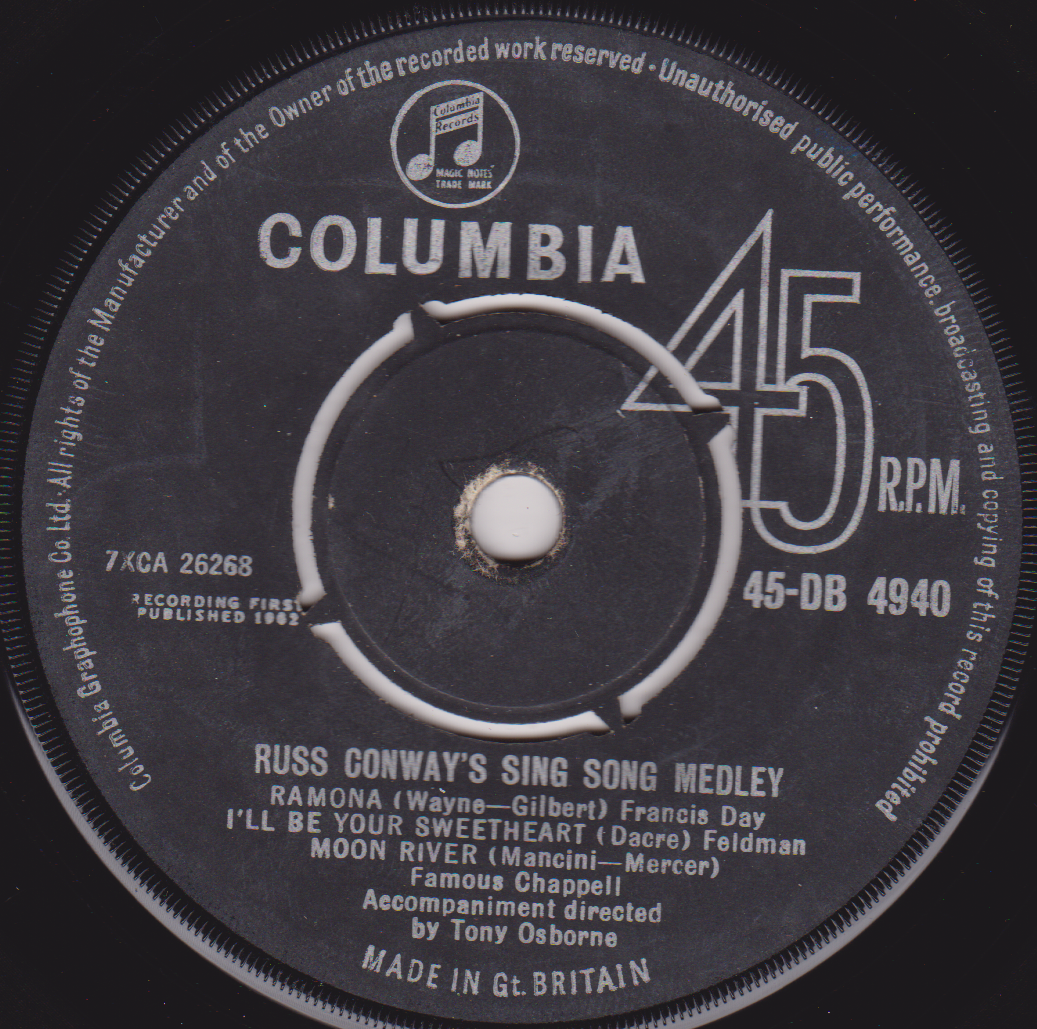 Columbia Graphophone Co. Ltd. · All rights of the Manufacturer and of the Owner of the recorded work reserved · Unauthorised public performance, broadcasting and copying of this record prohibited
Columbia
Records
MAGIC NOTES
TRADE MARK
COLUMBIA
45
R.P.M.
7XCA 26268
45-DB 4940
RECORDING FIRST
PUBLISHED 1962
RUSS CONWAY'S SING SONG MEDLEY
RAMONA (Wayne—Gilbert) Francis Day
I'LL BE YOUR SWEETHEART (Dacre) Feldman
MOON RIVER (Mancini—Mercer)
Famous Chappell
Accompaniment directed
by Tony Osborne
MADE IN Gt. BRITAIN